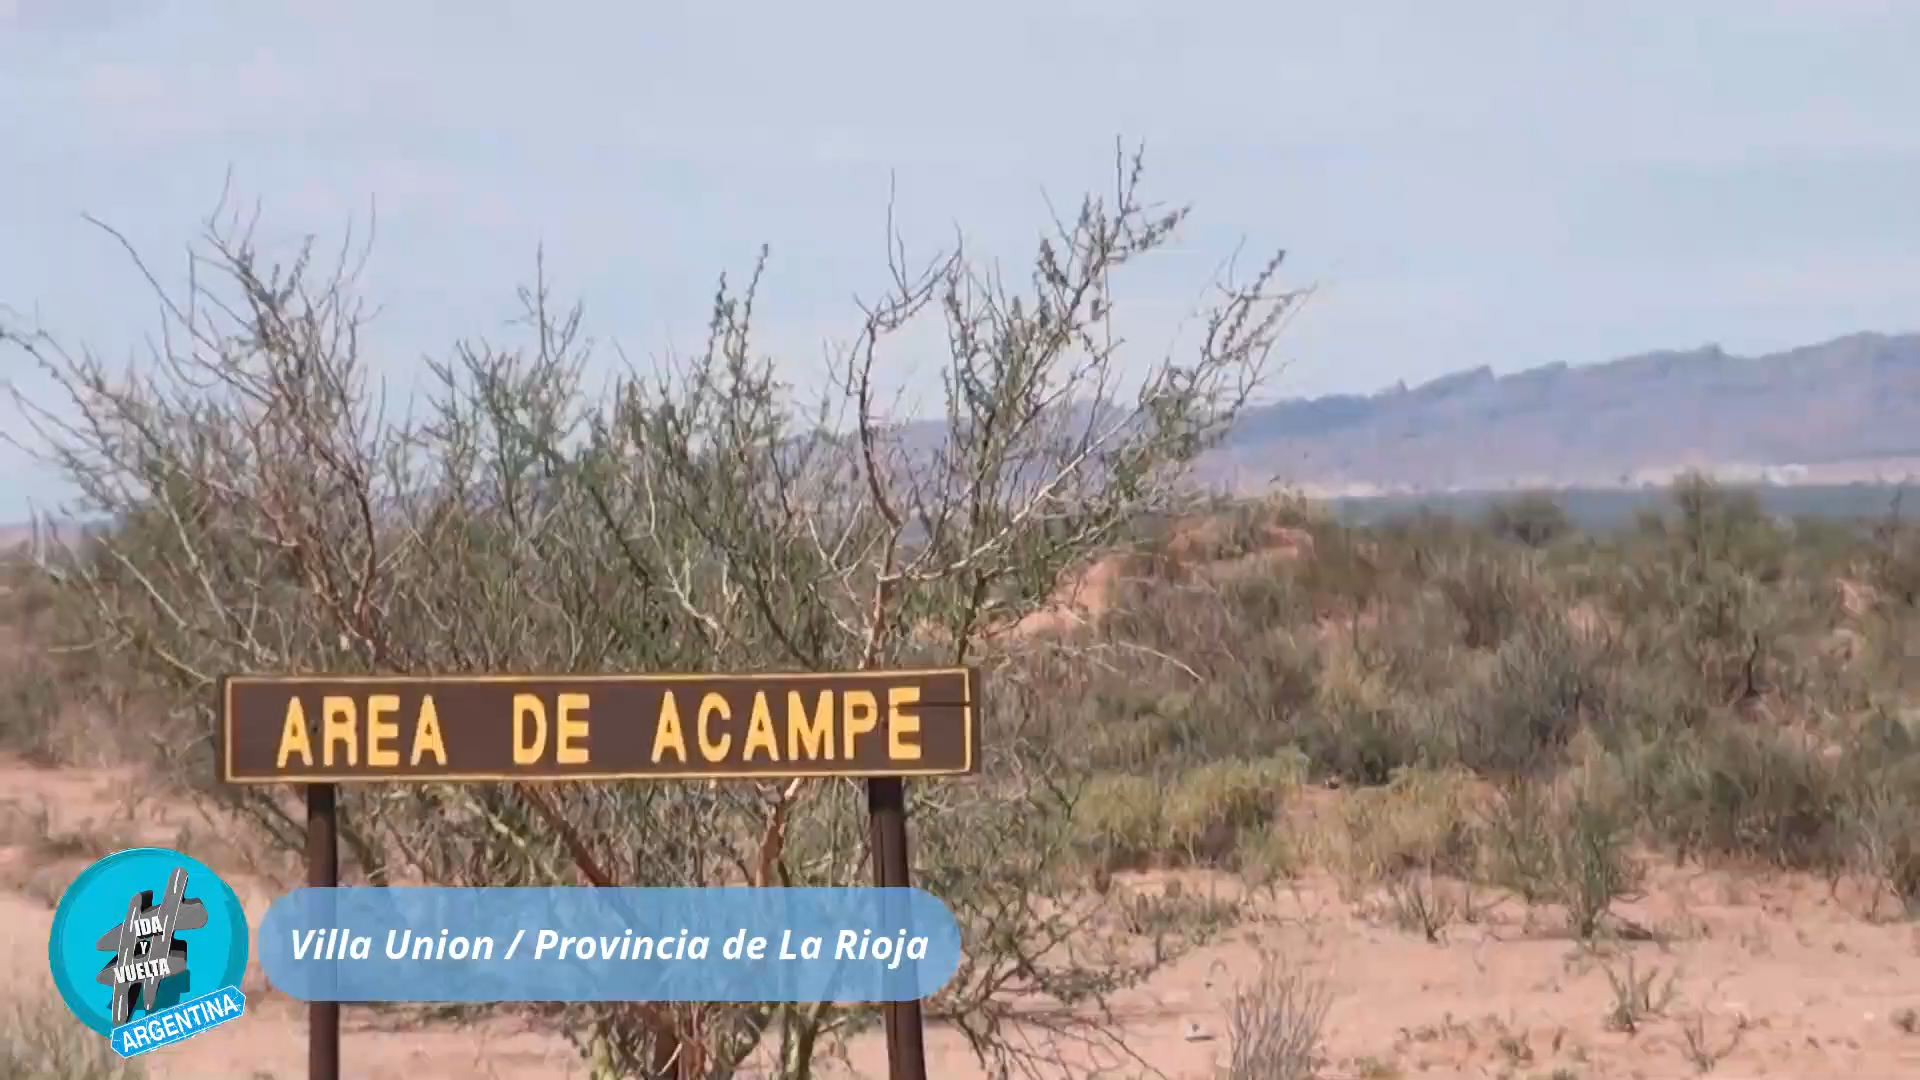 AREA DE ACAMPE
IDA
Y
VUELTA
ARGENTINA
Villa Union / Provincia de La Rioja